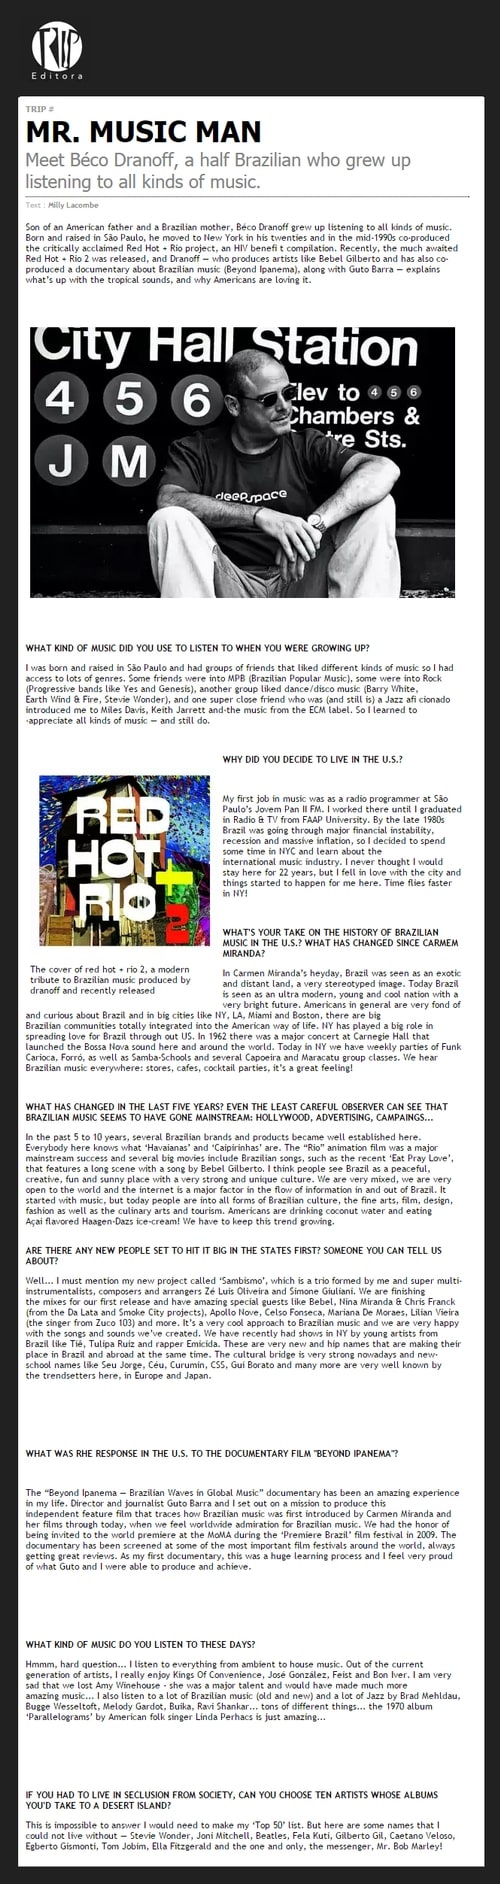 TRIP
Editora
TRIP #
MR. MUSIC MAN
Meet Béco Dranoff, a half Brazilian who grew up
listening to all kinds of music.
Text : Milly Lacombe
Son of an American father and a Brazilian mother, Béco Dranoff grew up listening to all kinds of music.
Born and raised in São Paulo, he moved to New York in his twenties and in the mid-1990s co-produced
the critically acclaimed Red Hot + Rio project, an HIV benefi t compilation. Recently, the much awaited
Red Hot + Rio 2 was released, and Dranoff — who produces artists like Bebel Gilberto and has also co-
produced a documentary about Brazilian music (Beyond Ipanema), along with Guto Barra — explains
what's up with the tropical sounds, and why Americans are loving it.
City Hall Station
4 5 6
Elev to 4 5 6
Chambers &
tre Sts.
J M
deepspace
WHAT KIND OF MUSIC DID YOU USE TO LISTEN TO WHEN YOU WERE GROWING UP?
I was born and raised in São Paulo and had groups of friends that liked different kinds of music so I had
access to lots of genres. Some friends were into MPB (Brazilian Popular Music), some were into Rock
(Progressive bands like Yes and Genesis), another group liked dance/disco music (Barry White,
Earth Wind & Fire, Stevie Wonder), and one super close friend who was (and still is) a Jazz afi cionado
introduced me to Miles Davis, Keith Jarrett and-the music from the ECM label. So I learned to
-appreciate all kinds of music — and still do.
WHY DID YOU DECIDE TO LIVE IN THE U.S.?
My first job in music was as a radio programmer at São
Paulo's Jovem Pan II FM. I worked there until I graduated
in Radio & TV from FAAP University. By the late 1980s
Brazil was going through major financial instability,
recession and massive inflation, so I decided to spend
some time in NYC and learn about the
international music industry. I never thought I would
stay here for 22 years, but I fell in love with the city and
things started to happen for me here. Time flies faster
in NY!
RED
HOT+
RIO
2
The cover of red hot + rio 2, a modern
tribute to Brazilian music produced by
dranoff and recently released
WHAT'S YOUR TAKE ON THE HISTORY OF BRAZILIAN
MUSIC IN THE U.S.? WHAT HAS CHANGED SINCE CARMEM
MIRANDA?
In Carmen Miranda's heyday, Brazil was seen as an exotic
and distant land, a very stereotyped image. Today Brazil
is seen as an ultra modern, young and cool nation with a
very bright future. Americans in general are very fond of
and curious about Brazil and in big cities like NY, LA, Miami and Boston, there are big
Brazilian communities totally integrated into the American way of life. NY has played a big role in
spreading love for Brazil through out US. In 1962 there was a major concert at Carnegie Hall that
launched the Bossa Nova sound here and around the world. Today in NY we have weekly parties of Funk
Carioca, Forró, as well as Samba-Schools and several Capoeira and Maracatu group classes. We hear
Brazilian music everywhere: stores, cafes, cocktail parties, it's a great feeling!
WHAT HAS CHANGED IN THE LAST FIVE YEARS? EVEN THE LEAST CAREFUL OBSERVER CAN SEE THAT
BRAZILIAN MUSIC SEEMS TO HAVE GONE MAINSTREAM: HOLLYWOOD, ADVERTISING, CAMPAINGS...
In the past 5 to 10 years, several Brazilian brands and products became well established here.
Everybody here knows what 'Havaianas' and 'Caipirinhas' are. The "Rio" animation film was a major
mainstream success and several big movies include Brazilian songs, such as the recent 'Eat Pray Love',
that features a long scene with a song by Bebel Gilberto. I think people see Brazil as a peaceful,
creative, fun and sunny place with a very strong and unique culture. We are very mixed, we are very
open to the world and the internet is a major factor in the flow of information in and out of Brazil. It
started with music, but today people are into all forms of Brazilian culture, the fine arts, film, design,
fashion as well as the culinary arts and tourism. Americans are drinking coconut water and eating
Açai flavored Haagen-Dazs ice-cream! We have to keep this trend growing.
ARE THERE ANY NEW PEOPLE SET TO HIT IT BIG IN THE STATES FIRST? SOMEONE YOU CAN TELL US
ABOUT?
Well... I must mention my new project called 'Sambismo', which is a trio formed by me and super multi-
instrumentalists, composers and arrangers Zé Luis Oliveira and Simone Giuliani. We are finishing
the mixes for our first release and have amazing special guests like Bebel, Nina Miranda & Chris Franck
(from the Da Lata and Smoke City projects), Apollo Nove, Celso Fonseca, Mariana De Moraes, Lilian Vieira
(the singer from Zuco 103) and more. It's a very cool approach to Brazilian music and we are very happy
with the songs and sounds we've created. We have recently had shows in NY by young artists from
Brazil like Tiê, Tulipa Ruiz and rapper Emicida. These are very new and hip names that are making their
place in Brazil and abroad at the same time. The cultural bridge is very strong nowadays and new-
school names like Seu Jorge, Céu, Curumin, CSS, Gui Borato and many more are very well known by
the trendsetters here, in Europe and Japan.
WHAT WAS RHE RESPONSE IN THE U.S. TO THE DOCUMENTARY FILM "BEYOND IPANEMA"?
The "Beyond Ipanema — Brazilian Waves in Global Music" documentary has been an amazing experience
in my life. Director and journalist Guto Barra and I set out on a mission to produce this
independent feature film that traces how Brazilian music was first introduced by Carmen Miranda and
her films through today, when we feel worldwide admiration for Brazilian music. We had the honor of
being invited to the world premiere at the MoMA during the 'Premiere Brazil' film festival in 2009. The
documentary has been screened at some of the most important film festivals around the world, always
getting great reviews. As my first documentary, this was a huge learning process and I feel very proud
of what Guto and I were able to produce and achieve.
WHAT KIND OF MUSIC DO YOU LISTEN TO THESE DAYS?
Hmmm, hard question... I listen to everything from ambient to house music. Out of the current
generation of artists, I really enjoy Kings Of Convenience, José González, Feist and Bon Iver. I am very
sad that we lost Amy Winehouse - she was a major talent and would have made much more
amazing music... I also listen to a lot of Brazilian music (old and new) and a lot of Jazz by Brad Mehldau,
Bugge Wesseltoft, Melody Gardot, Buika, Ravi Shankar... tons of different things... the 1970 album
'Parallelograms' by American folk singer Linda Perhacs is just amazing...
IF YOU HAD TO LIVE IN SECLUSION FROM SOCIETY, CAN YOU CHOOSE TEN ARTISTS WHOSE ALBUMS
YOU'D TAKE TO A DESERT ISLAND?
This is impossible to answer I would need to make my 'Top 50' list. But here are some names that I
could not live without — Stevie Wonder, Joni Mitchell, Beatles, Fela Kuti, Gilberto Gil, Caetano Veloso,
Egberto Gismonti, Tom Jobim, Ella Fitzgerald and the one and only, the messenger, Mr. Bob Marley!